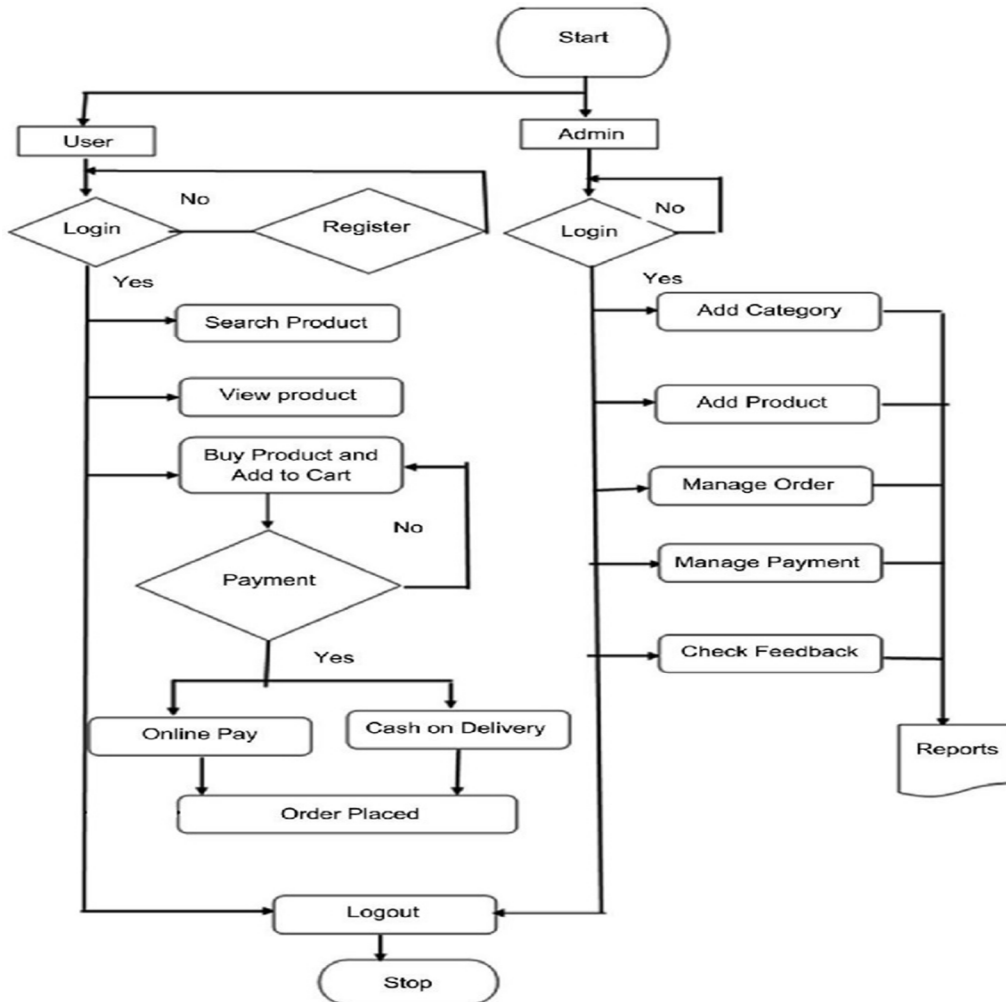 Start
User
Admin
No
Login
Register
No
Login
Yes
Yes
Search Product
Add Category
View product
Add Product
Buy Product and
Add to Cart
Manage Order
No
Payment
Manage Payment
Yes
Check Feedback
Online Pay
Cash on Delivery
Reports
Order Placed
Logout
Stop